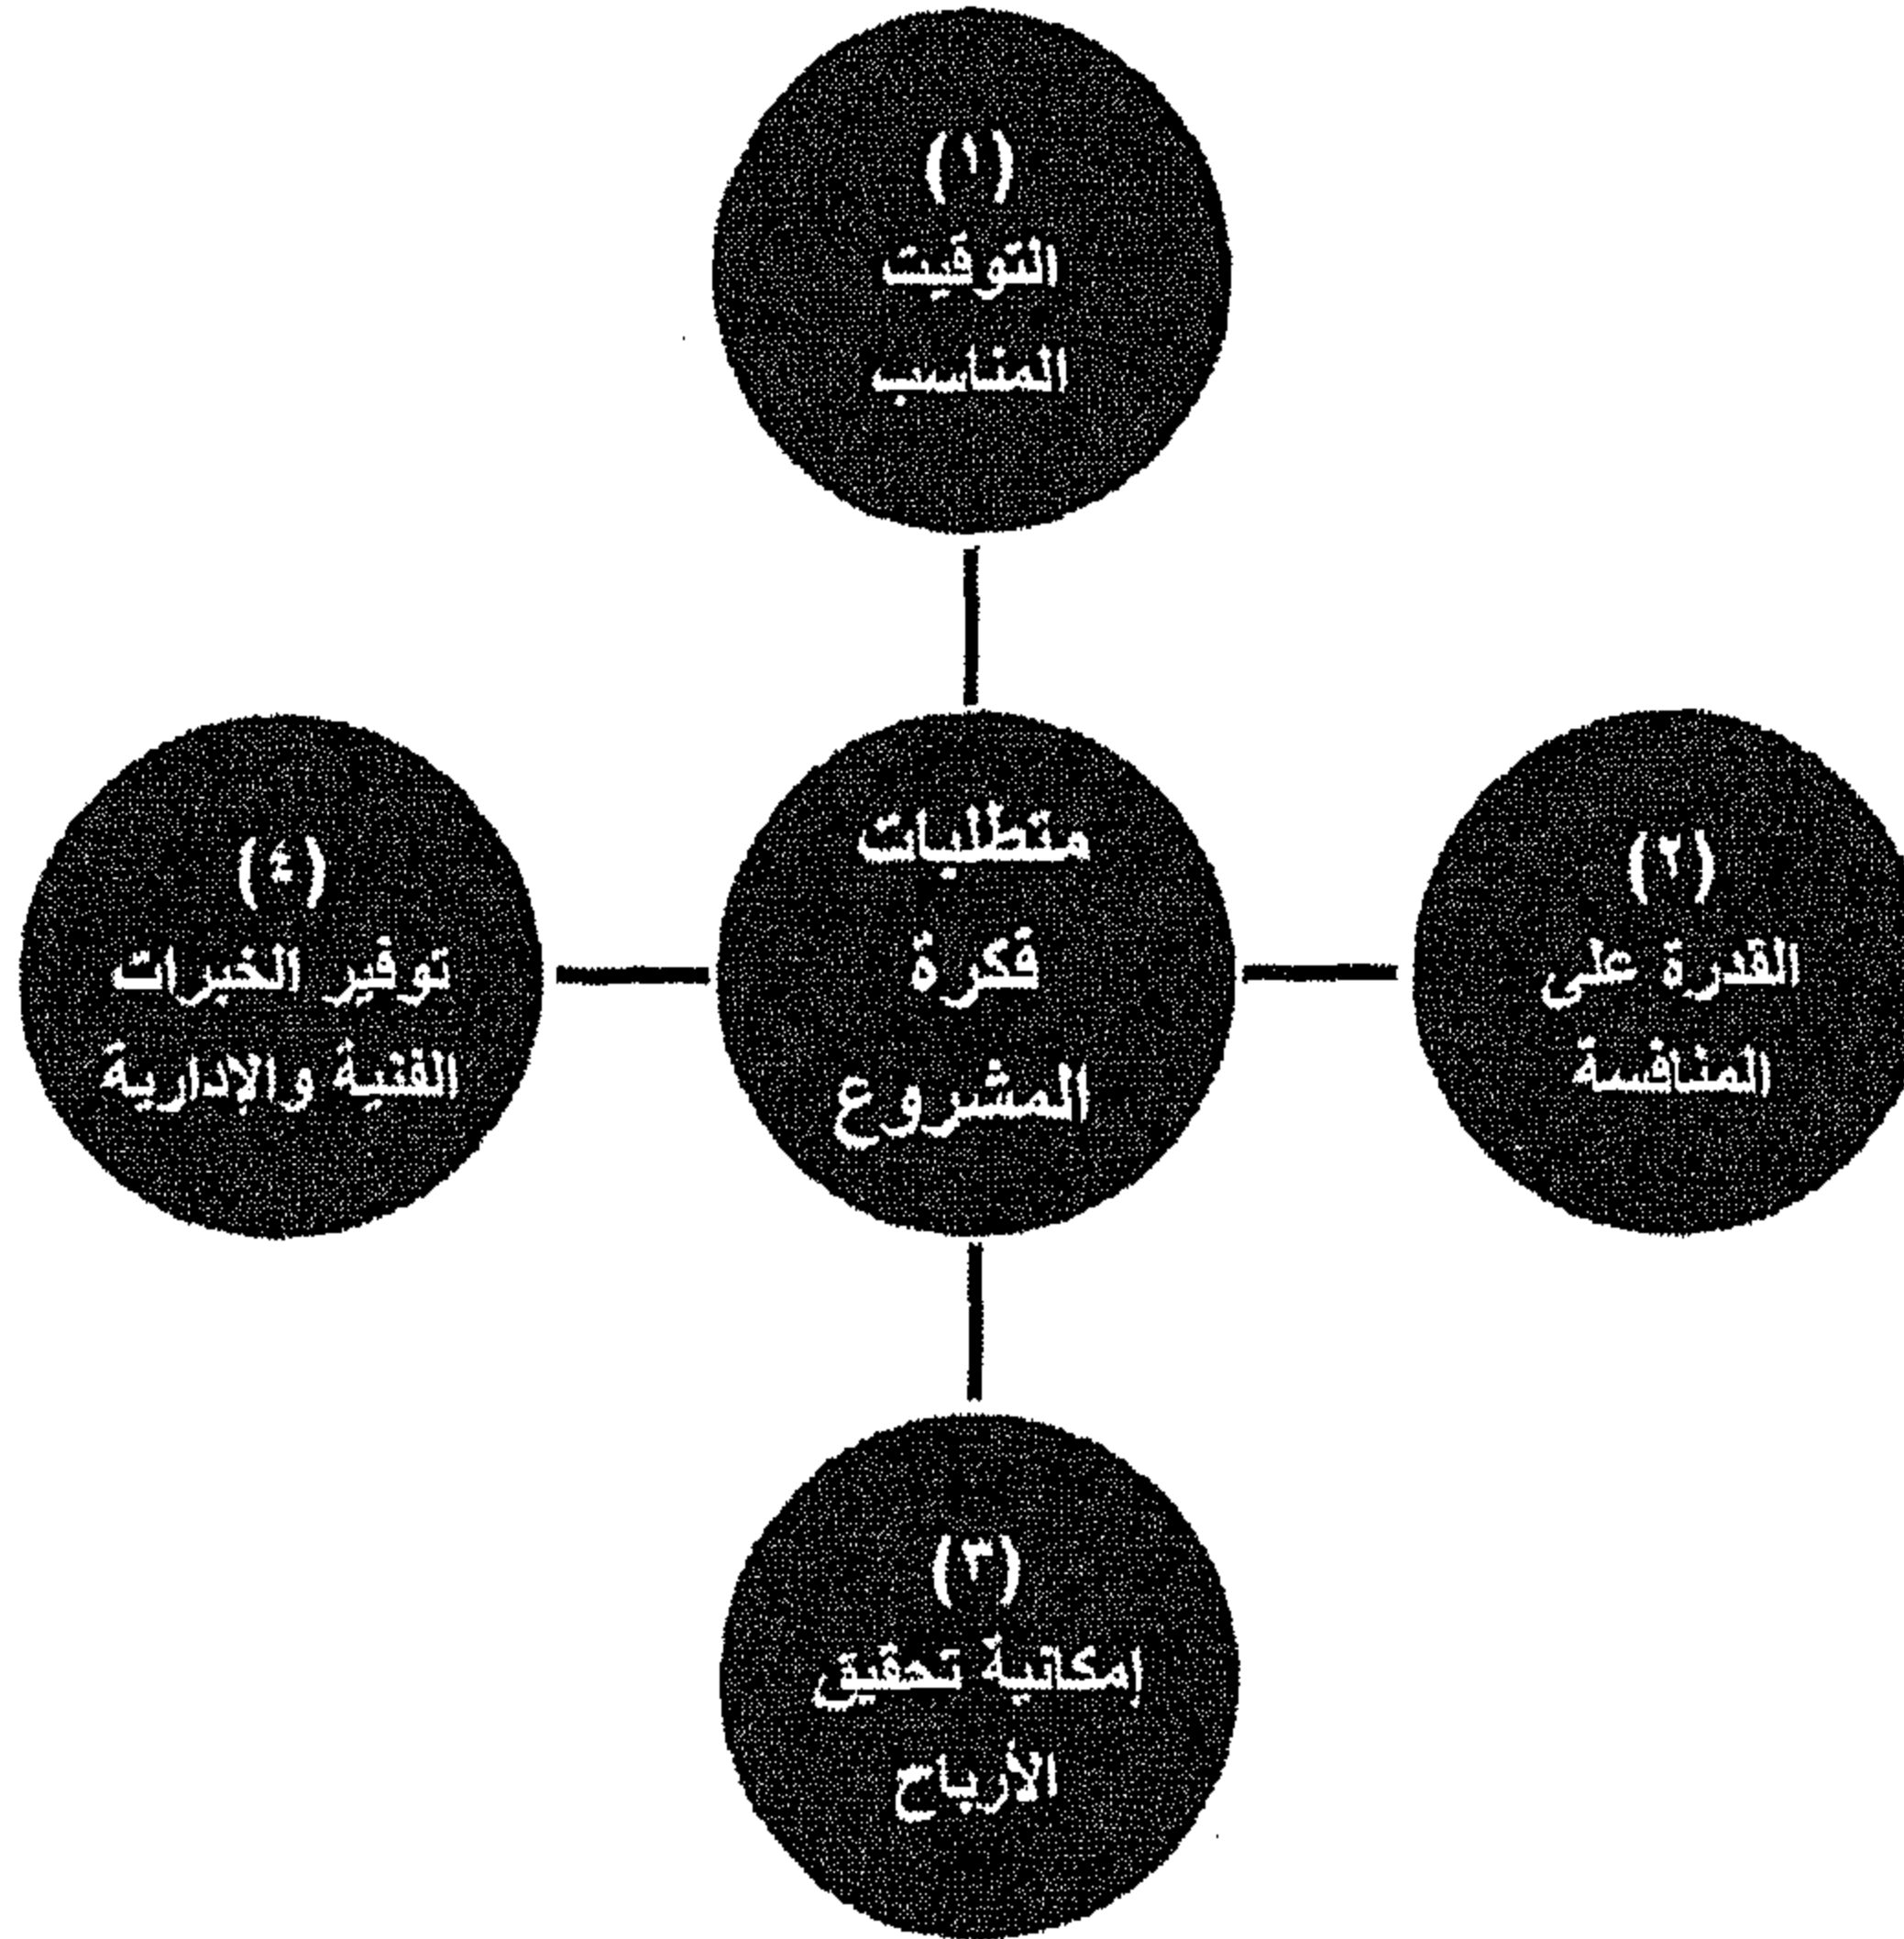 (١)
التوقيت
المناسب
متطلبات
فكرة
المشروع
(٢)
القدرة على
المنافسة
(٣)
إمكانية تحقيق
الأرباح
(٤)
توفير الخبرات
الفنية والإدارية